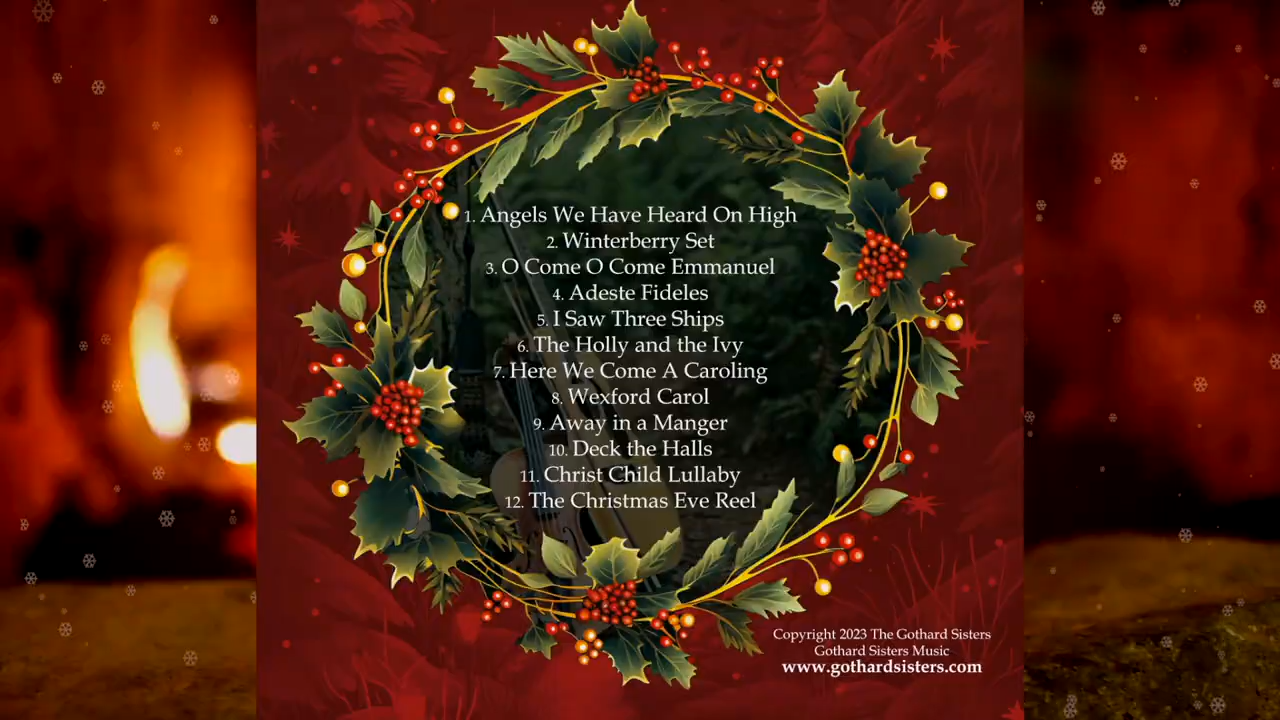 1. Angels We Have Heard On High
2. Winterberry Set
3. O Come O Come Emmanuel
4. Adeste Fideles
5. I Saw Three Ships
6. The Holly and the Ivy
7. Here We Come A Caroling
8. Wexford Carol
9. Away in a Manger
10. Deck the Halls
11. Christ Child Lullaby
12. The Christmas Eve Reel
Copyright 2023 The Gothard Sisters
Gothard Sisters Music
www.gothardsisters.com